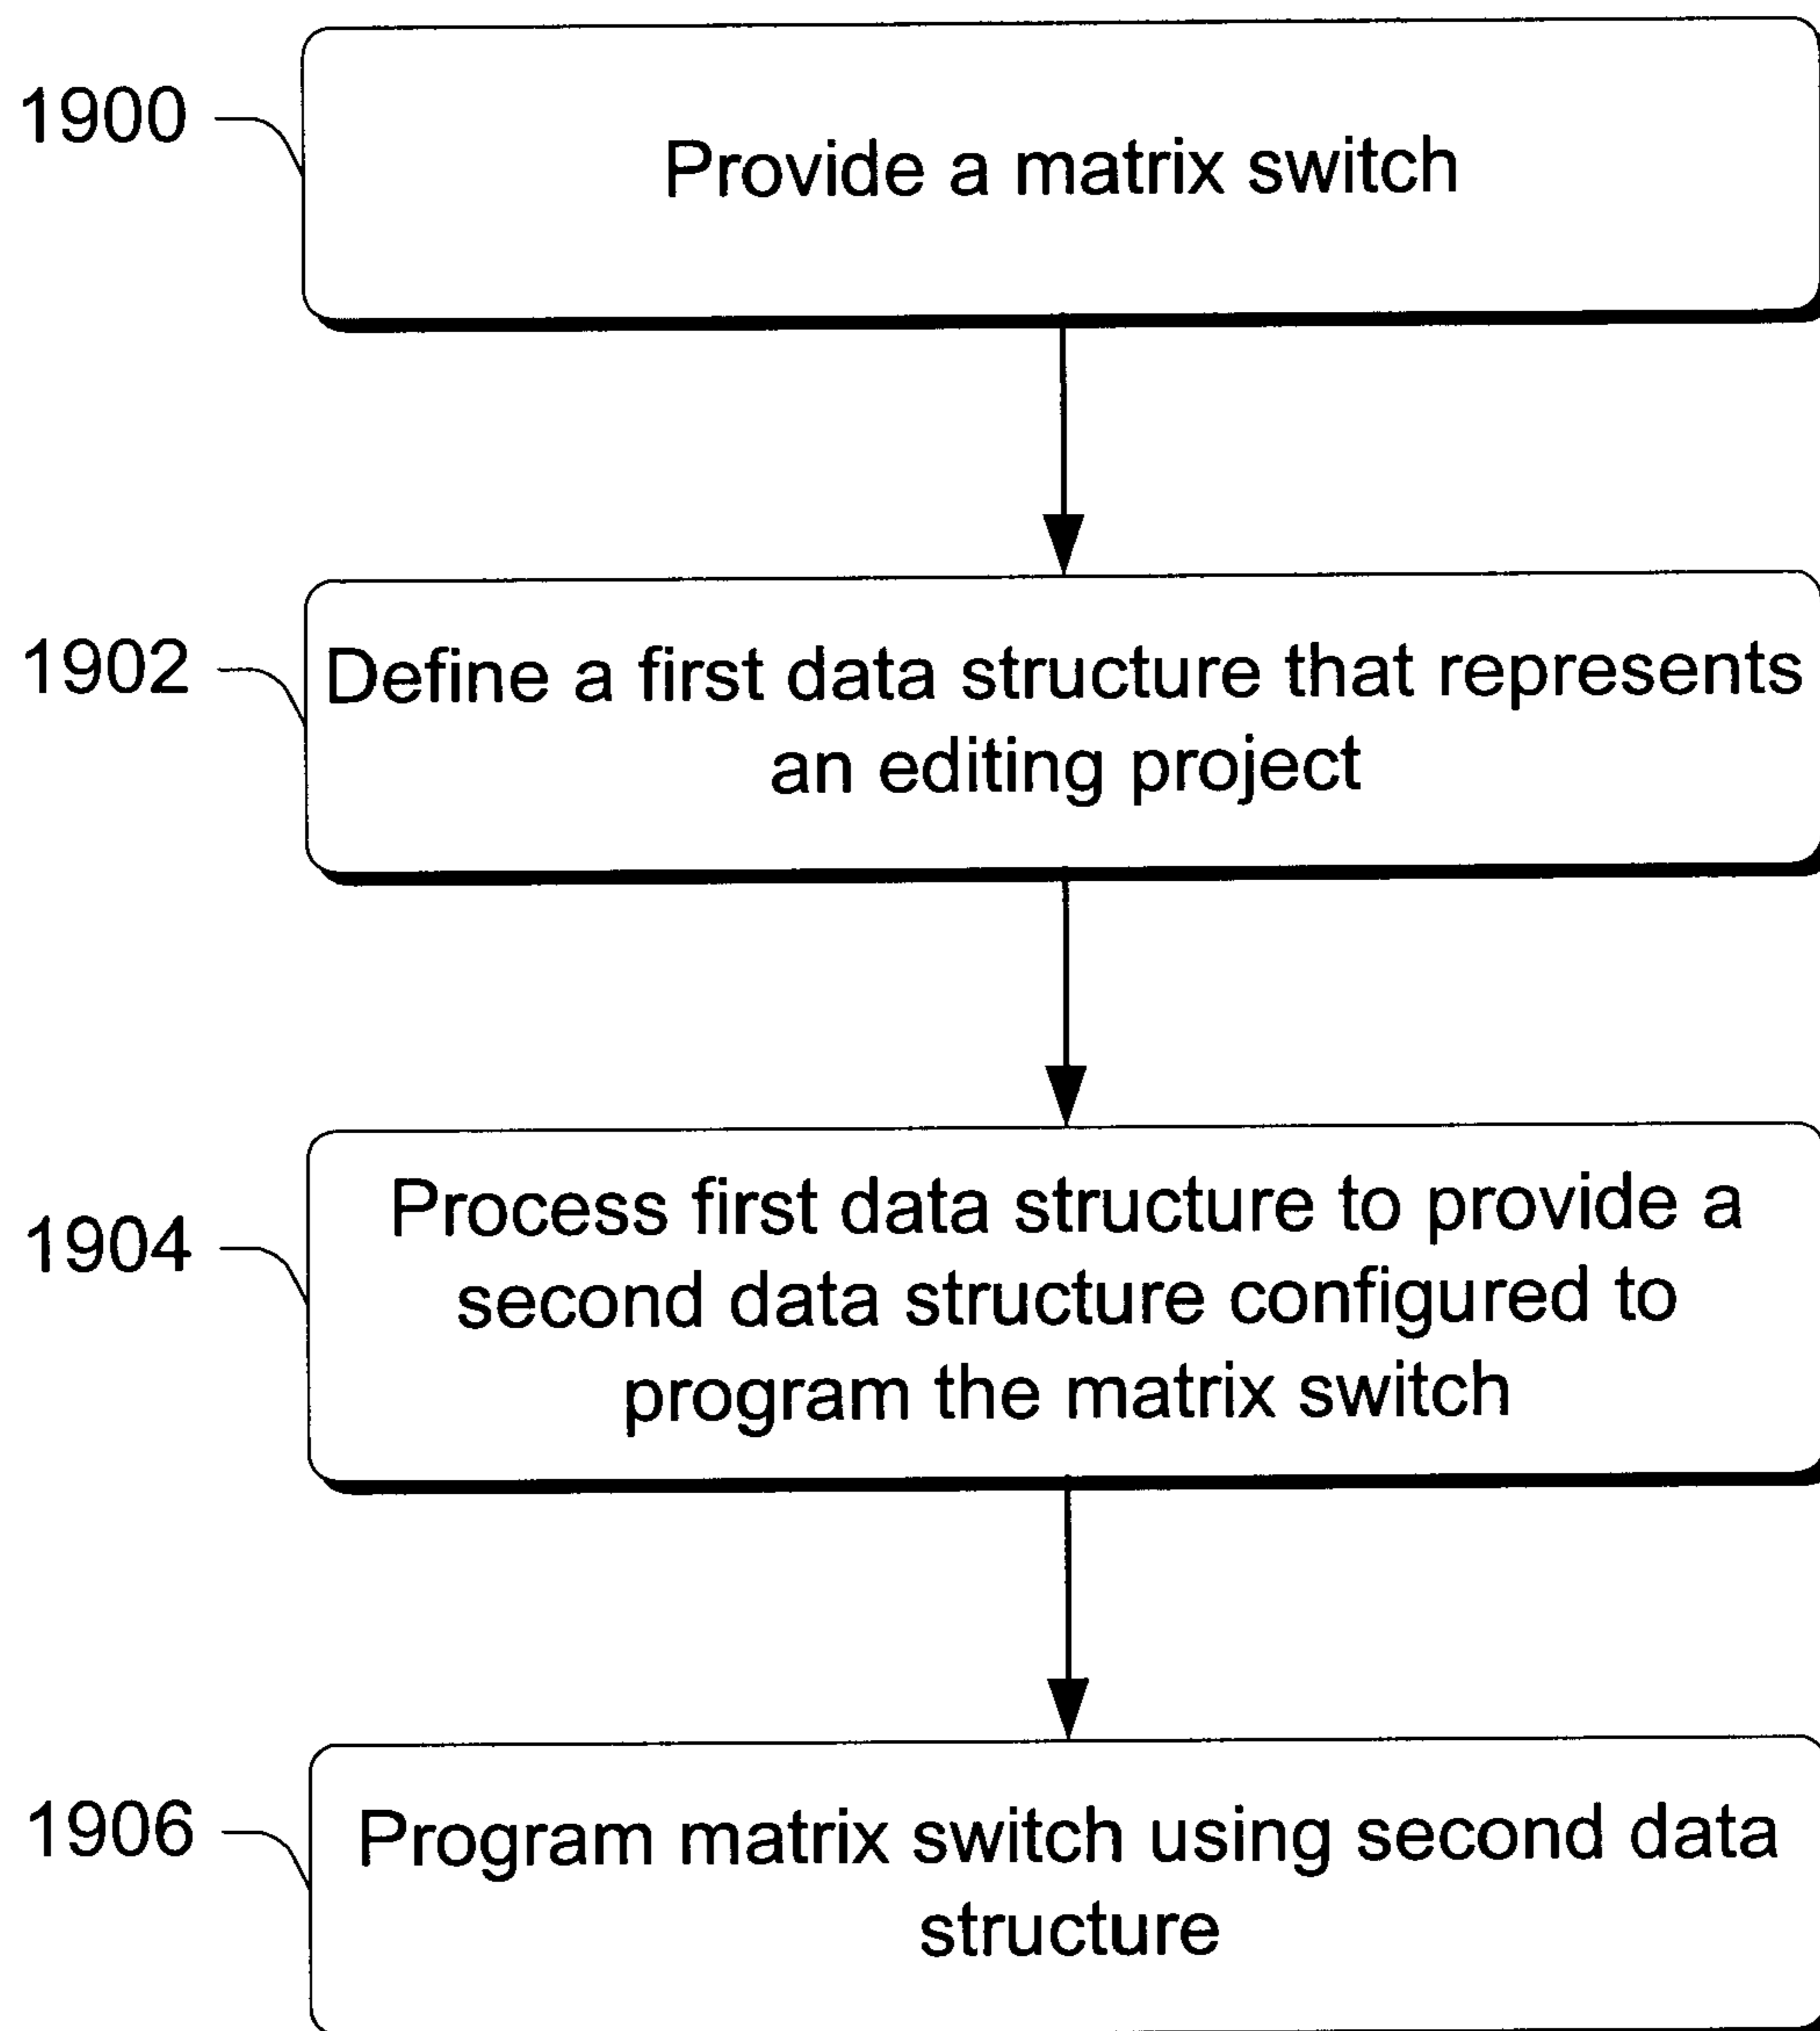 1900
Provide a matrix switch
1902
Define a first data structure that represents
an editing project
1904
Process first data structure to provide a
second data structure configured to
program the matrix switch
1906
Program matrix switch using second data
structure